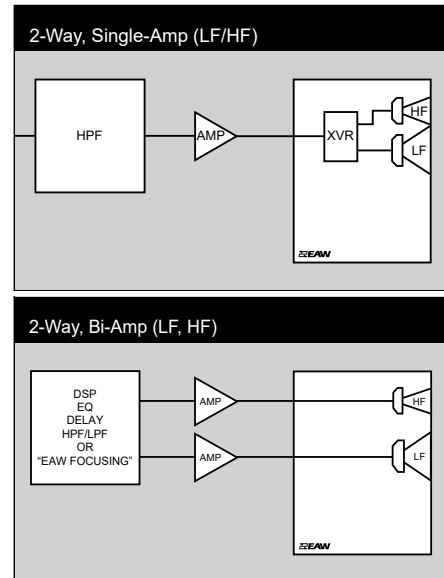 2-Way, Single-Amp (LF/HF)
HPF
AMP
XVR
HF
LF
EAW
2-Way, Bi-Amp (LF, HF)
DSP
EQ
DELAY
HPF/LPF
OR
“EAW FOCUSING”
AMP
HF
AMP
LF
EAW